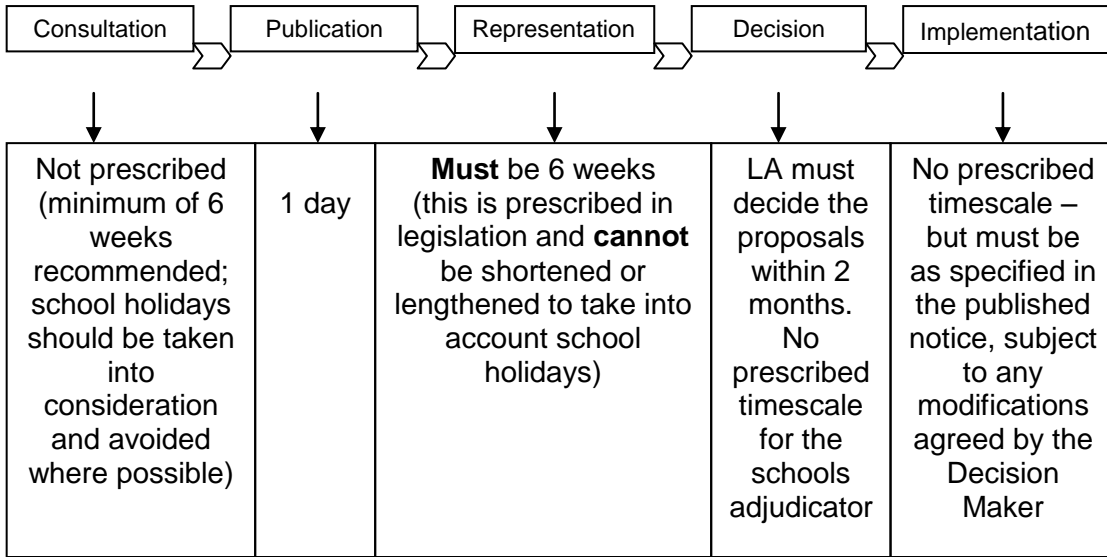 Consultation
Publication
Representation
Decision
Implementation
Not prescribed
(minimum of 6
weeks
recommended;
school holidays
should be taken
into
consideration
and avoided
where possible)
1 day
Must be 6 weeks
(this is prescribed in
legislation and cannot
be shortened or
lengthened to take into
account school
holidays)
LA must
decide the
proposals
within 2
months.
No
prescribed
timescale
for the
schools
adjudicator
No prescribed
timescale –
but must be
as specified in
the published
notice, subject
to any
modifications
agreed by the
Decision
Maker